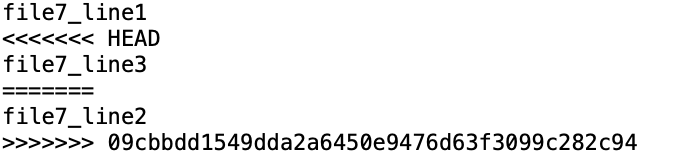 file7_line1
<<<<<<< HEAD
file7_line3
=======
file7_line2
>>>>>>> 09cbbdd1549dda2a6450e9476d63f3099c282c94